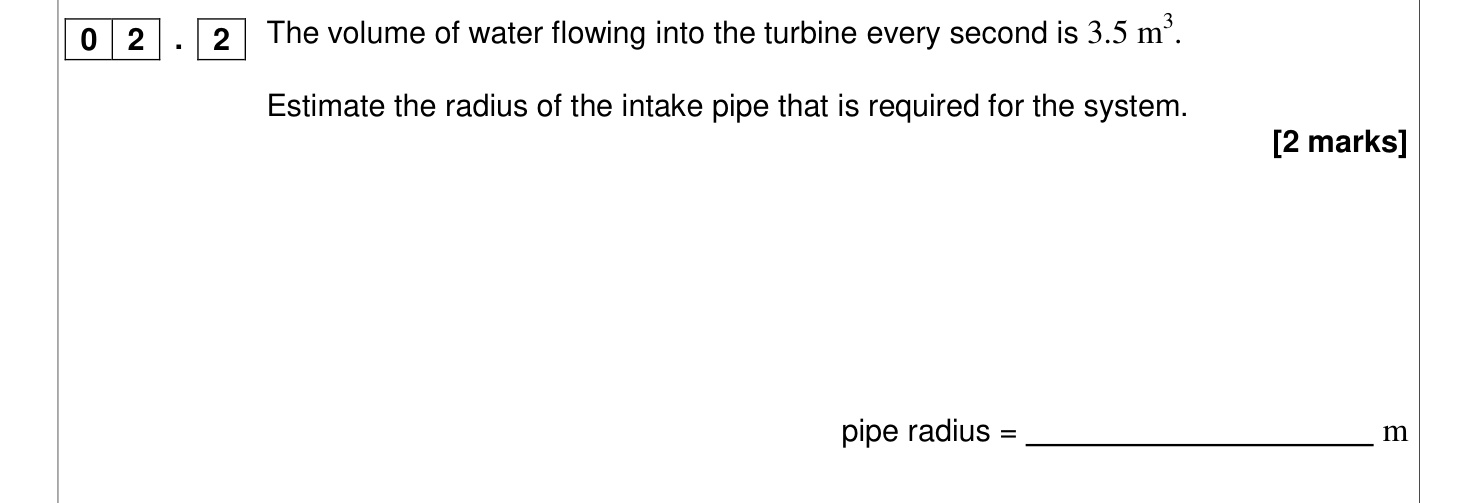 0 2 . 2 The volume of water flowing into the turbine every second is 3.5 m³.
Estimate the radius of the intake pipe that is required for the system.
[2 marks]
pipe radius = ____________________ m